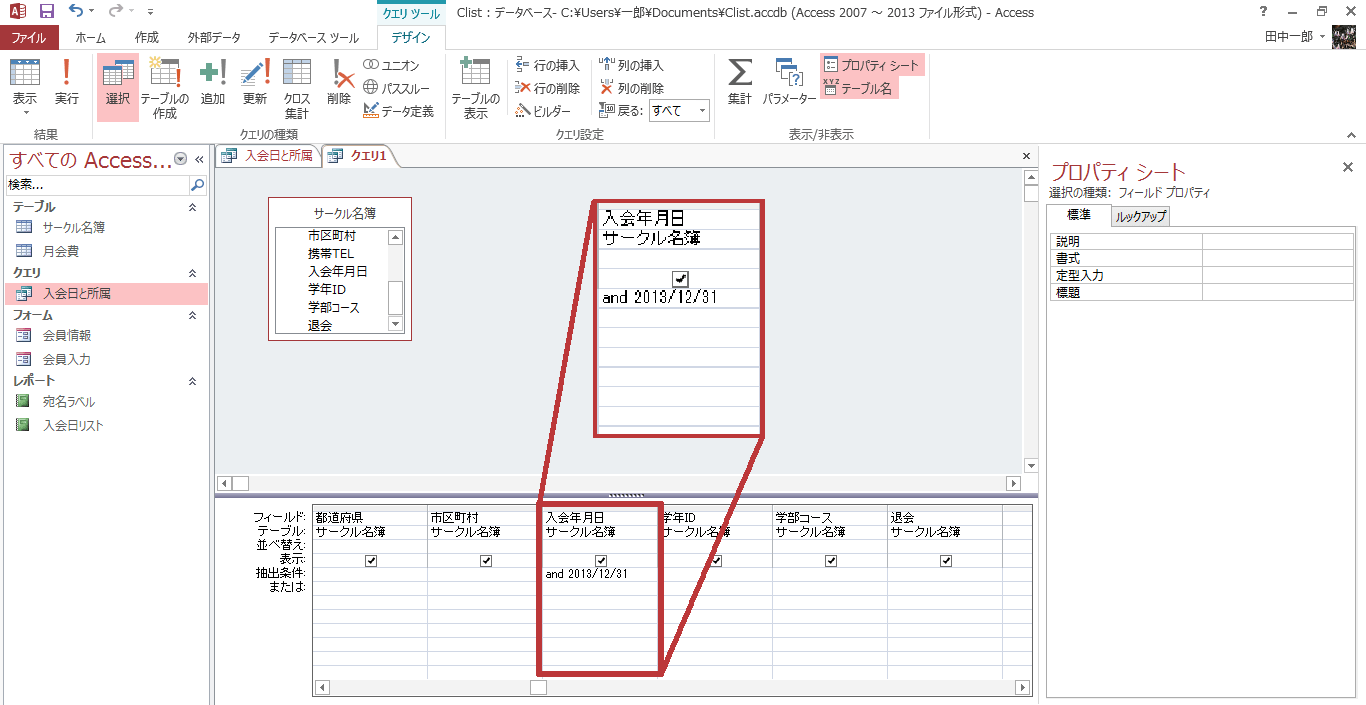 クエリ ツール
Clist : データベース- C:¥Users¥一郎¥Documents¥Clist.accdb (Access 2007 ～ 2013 ファイル形式) - Access
?
ファイル ホーム 作成 外部データ データベース ツール デザイン 田中一郎
表示 実行 選択 テーブルの作成 追加 更新 クロス集計 削除
ユニオン
パススルー
データ定義
テーブルの表示
行の挿入
行の削除
ビルダー
列の挿入
列の削除
戻る: すべて
集計 パラメーター
プロパティ シート
テーブル名
結果 クエリの種類 クエリ設定 表示/非表示
すべての Access...
検索...
テーブル
サークル名簿
月会費
クエリ
入会日と所属
フォーム
会員情報
会員入力
レポート
宛名ラベル
入会日リスト
入会日と所属 クエリ1
サークル名簿
市区町村
携帯TEL
入会年月日
学年ID
学部コース
退会
入会年月日
サークル名簿
and 2013/12/31
フィールド: 都道府県 市区町村 入会年月日 学年ID 学部コース 退会
テーブル: サークル名簿 サークル名簿 サークル名簿 サークル名簿 サークル名簿 サークル名簿
並べ替え:
表示:
抽出条件: and 2013/12/31
または:
プロパティ シート
選択の種類: フィールド プロパティ
標準 ルックアップ
説明
書式
定型入力
標題